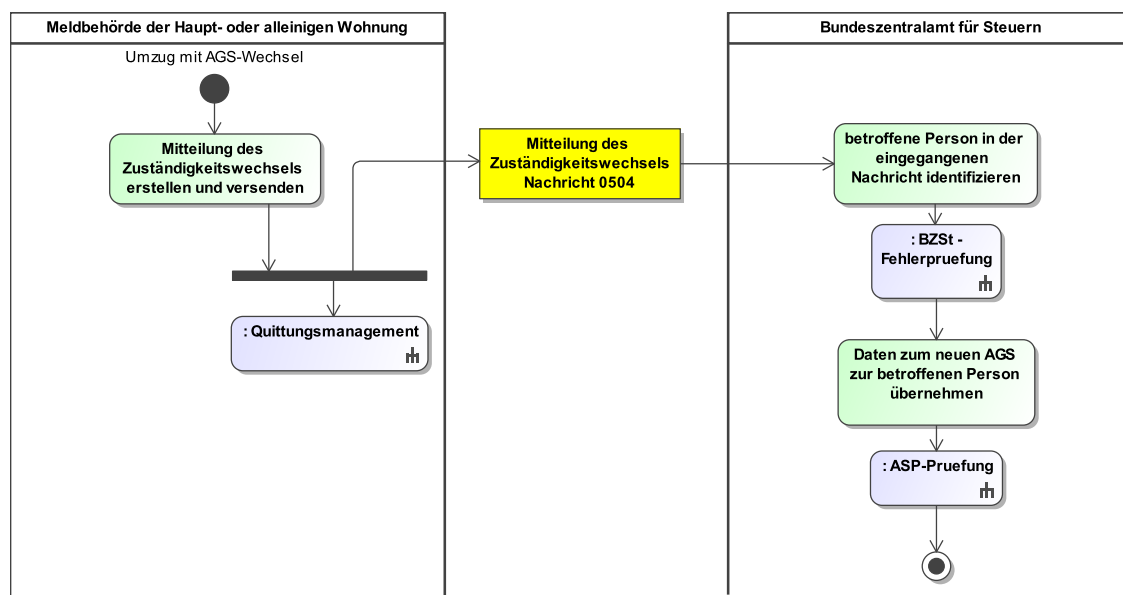 Meldbehörde der Haupt- oder alleinigen Wohnung
Umzug mit AGS-Wechsel
Mitteilung des
Zuständigkeitswechsels
erstellen und versenden
: Quittungsmanagement
Mitteilung des
Zuständigkeitswechsels
Nachricht 0504
Bundeszentralamt für Steuern
betroffene Person in der
eingegangenen
Nachricht identifizieren
: BZSt -
Fehlerpruefung
Daten zum neuen AGS
zur betroffenen Person
übernehmen
: ASP-Pruefung